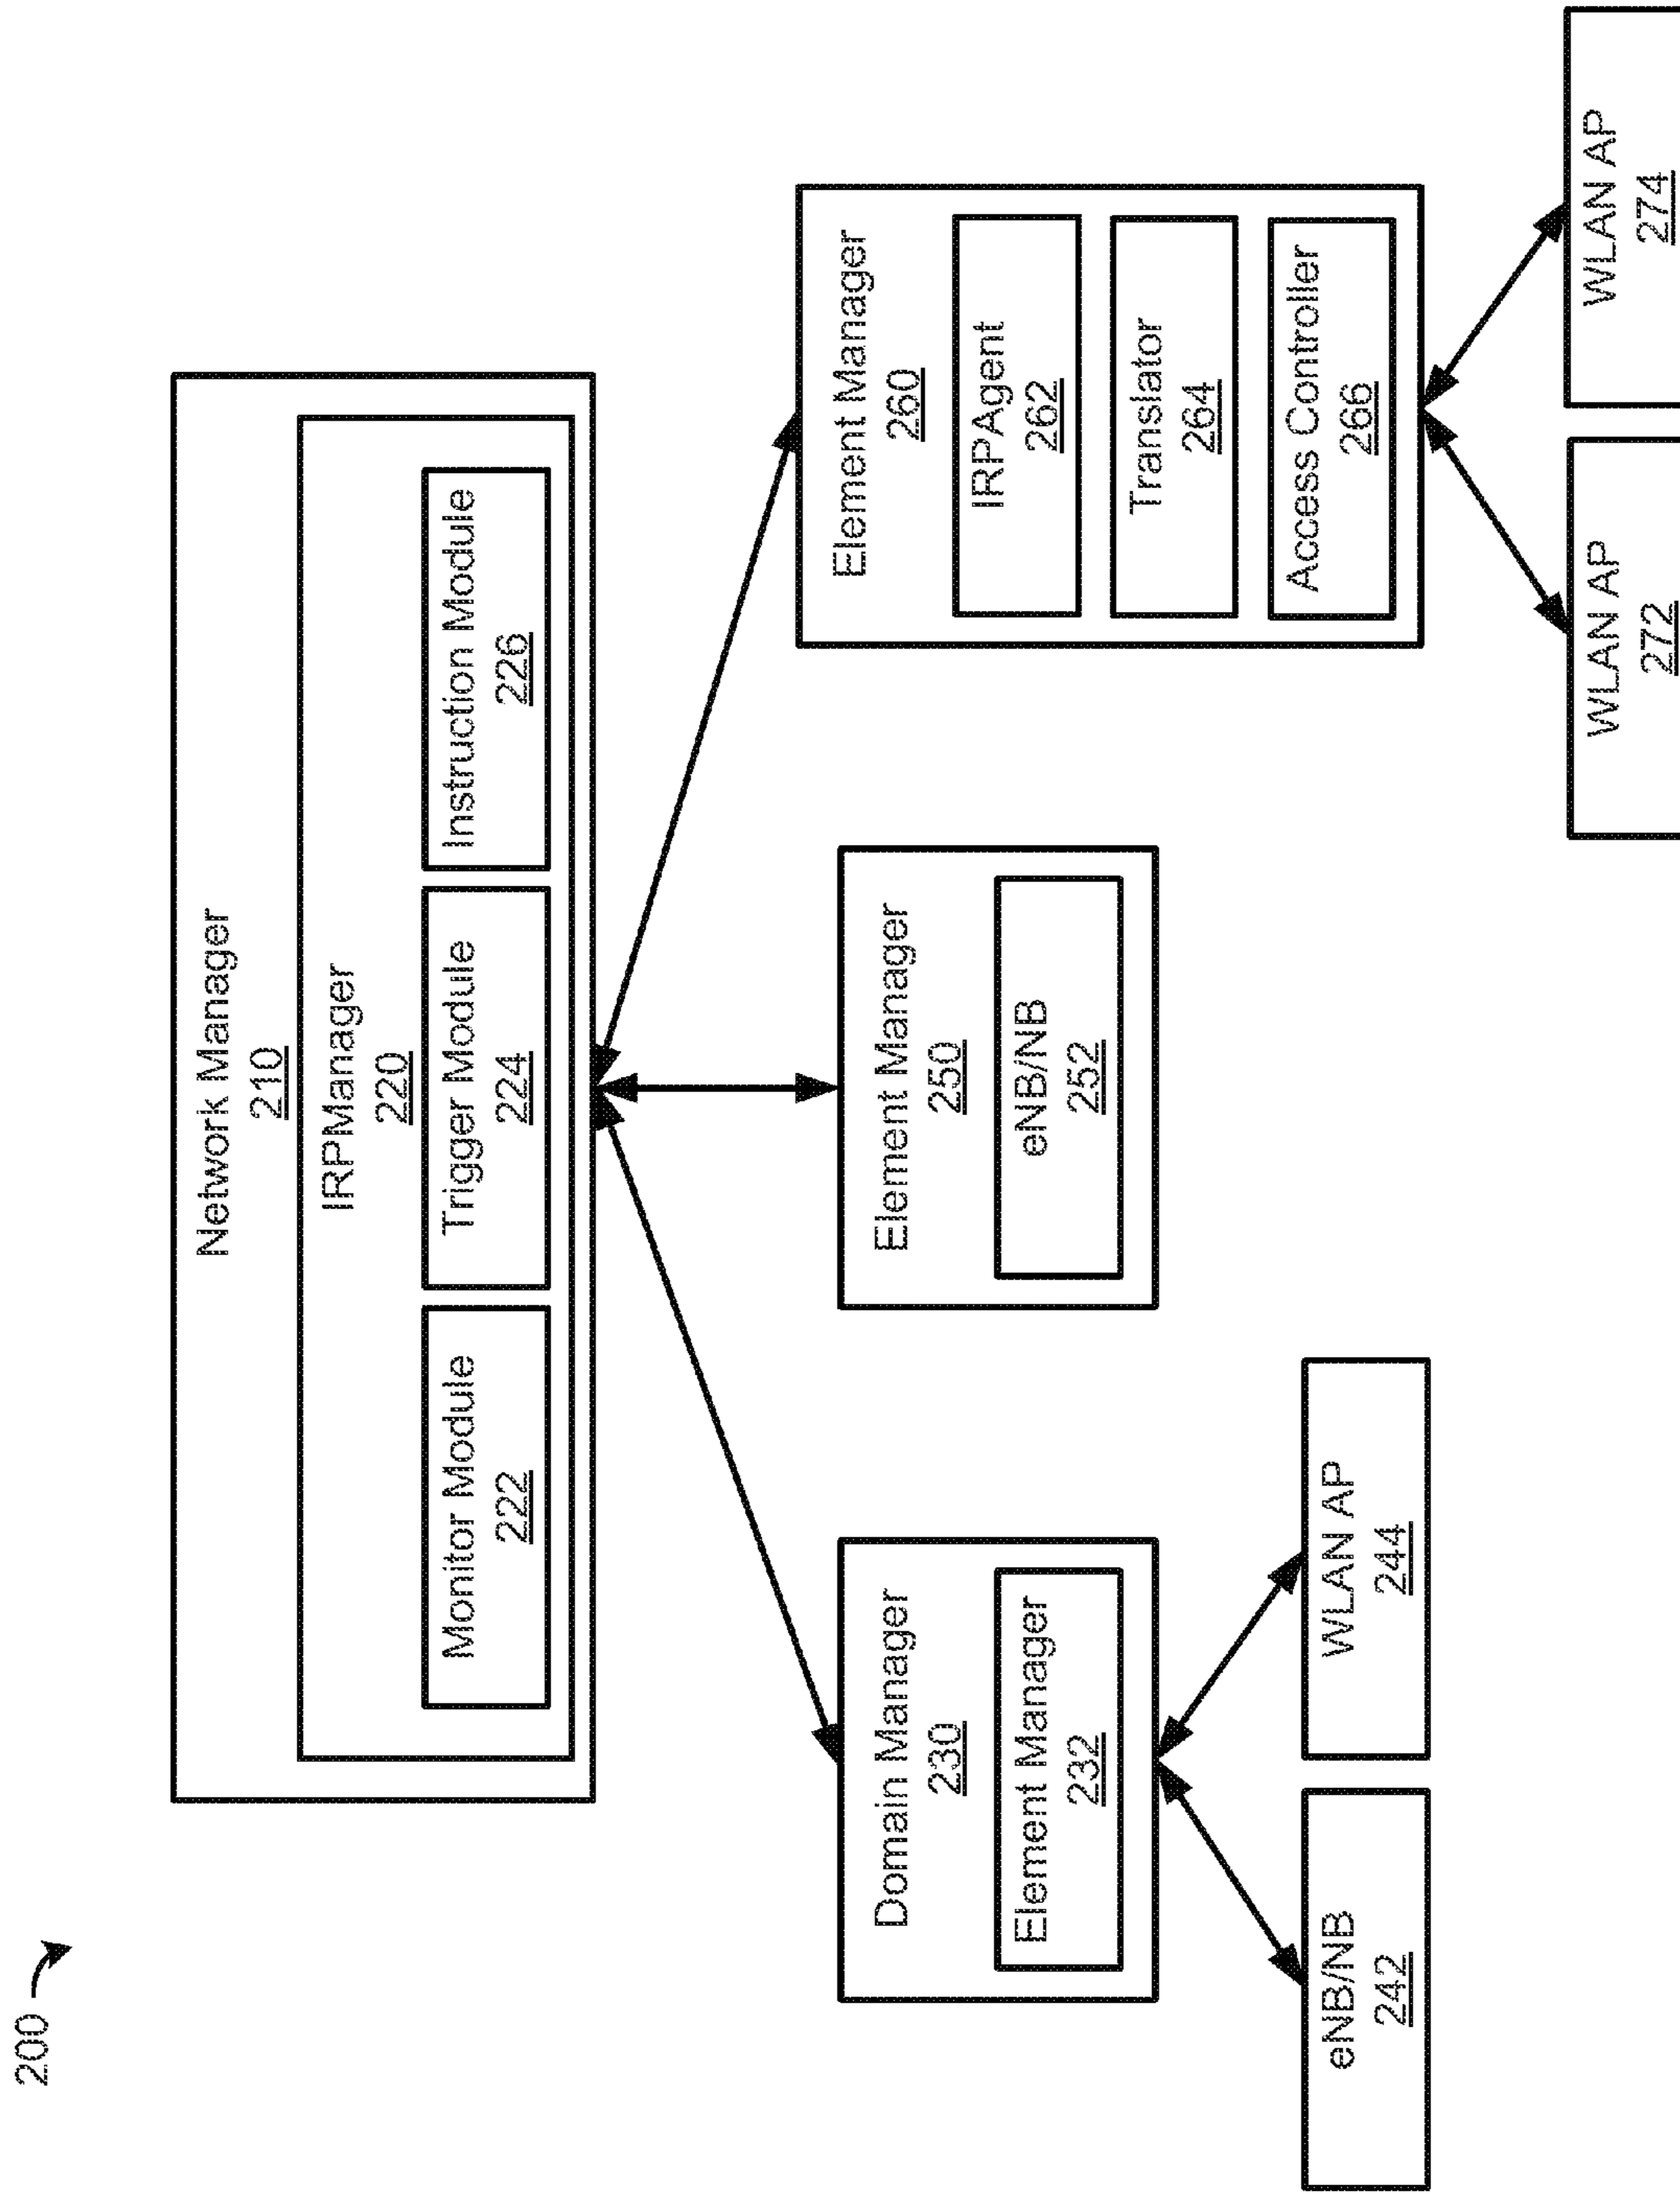 200
Network Manager
210
IRPManager
220
Monitor Module
222
Trigger Module
224
Instruction Module
226
Domain Manager
230
Element Manager
232
eNB/NB
242
WLAN AP
244
Element Manager
250
eNB/NB
252
Element Manager
260
IRPAgent
262
Translator
264
Access Controller
266
WLAN AP
272
WLAN AP
274